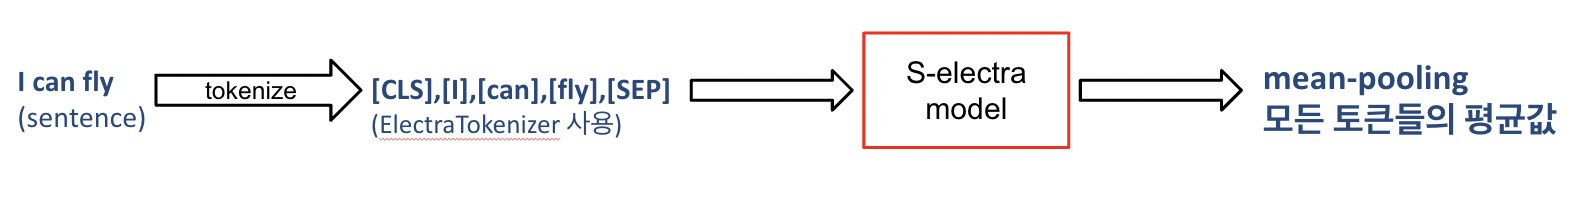 I can fly
(sentence)
tokenize
[CLS],[I],[can],[fly],[SEP]
(ElectraTokenizer 사용)
S-electra
model
mean-pooling
모든 토큰들의 평균값